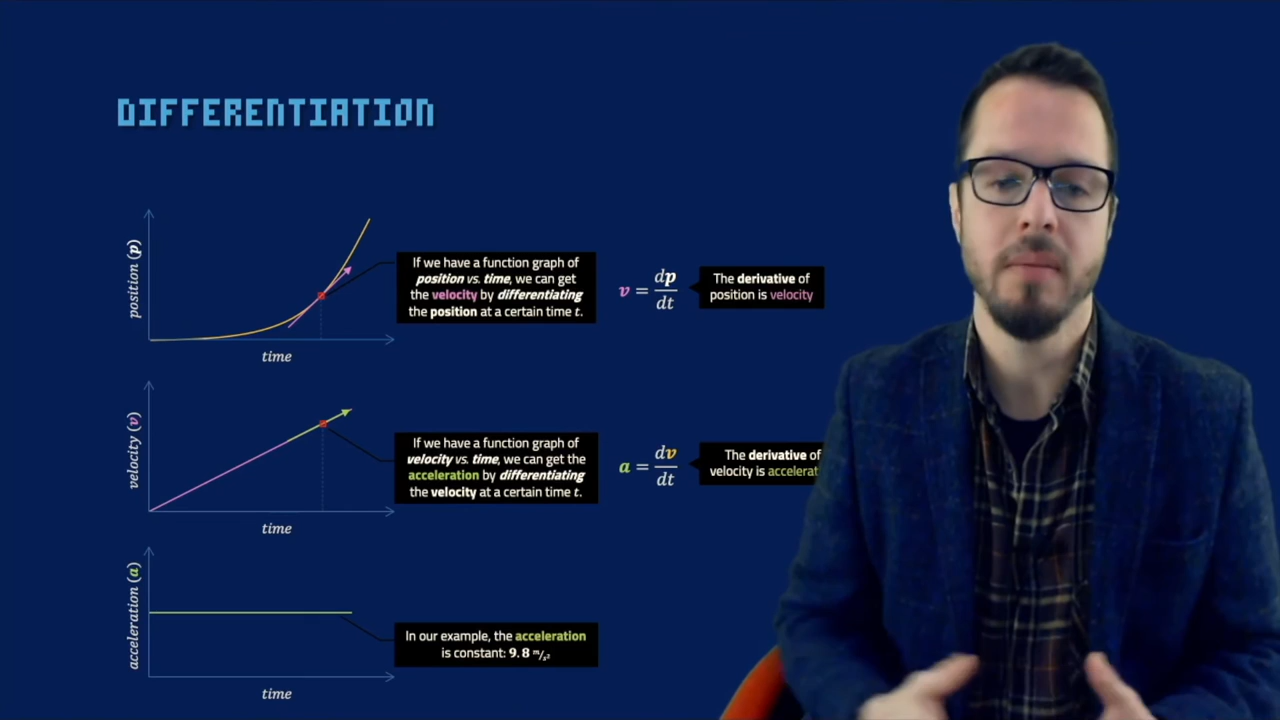 DIFFERENTIATION
position (p)
If we have a function graph of
position vs. time, we can get
the velocity by differentiating
the position at a certain time t.
v = dp/dt
The derivative of
position is velocity
time
velocity (v)
If we have a function graph of
velocity vs. time, we can get the
acceleration by differentiating
the velocity at a certain time t.
a = dv/dt
The derivative of
velocity is accelerat
time
acceleration (a)
In our example, the acceleration
is constant: 9.8 m/s²
time